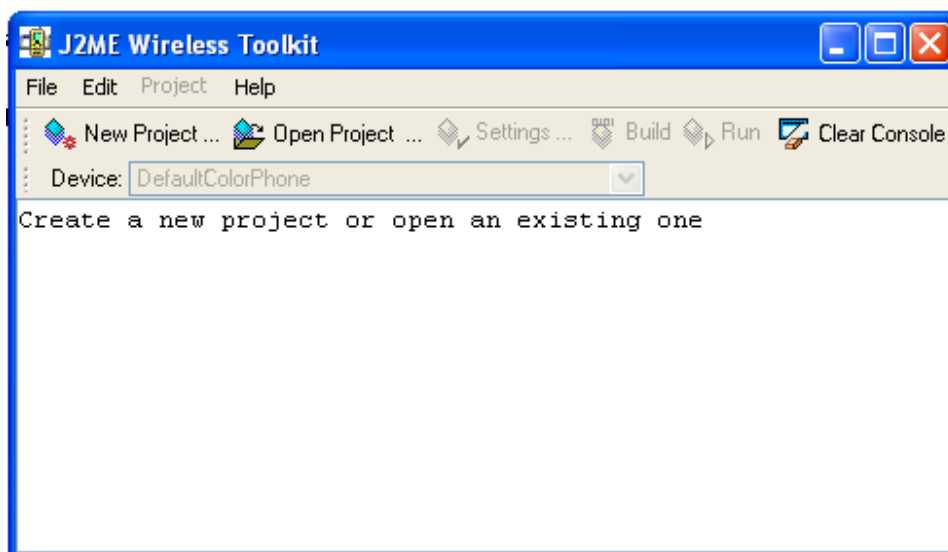 J2ME Wireless Toolkit
File Edit Project Help
New Project ... Open Project ... Settings ... Build Run Clear Console
Device: DefaultColorPhone
Create a new project or open an existing one